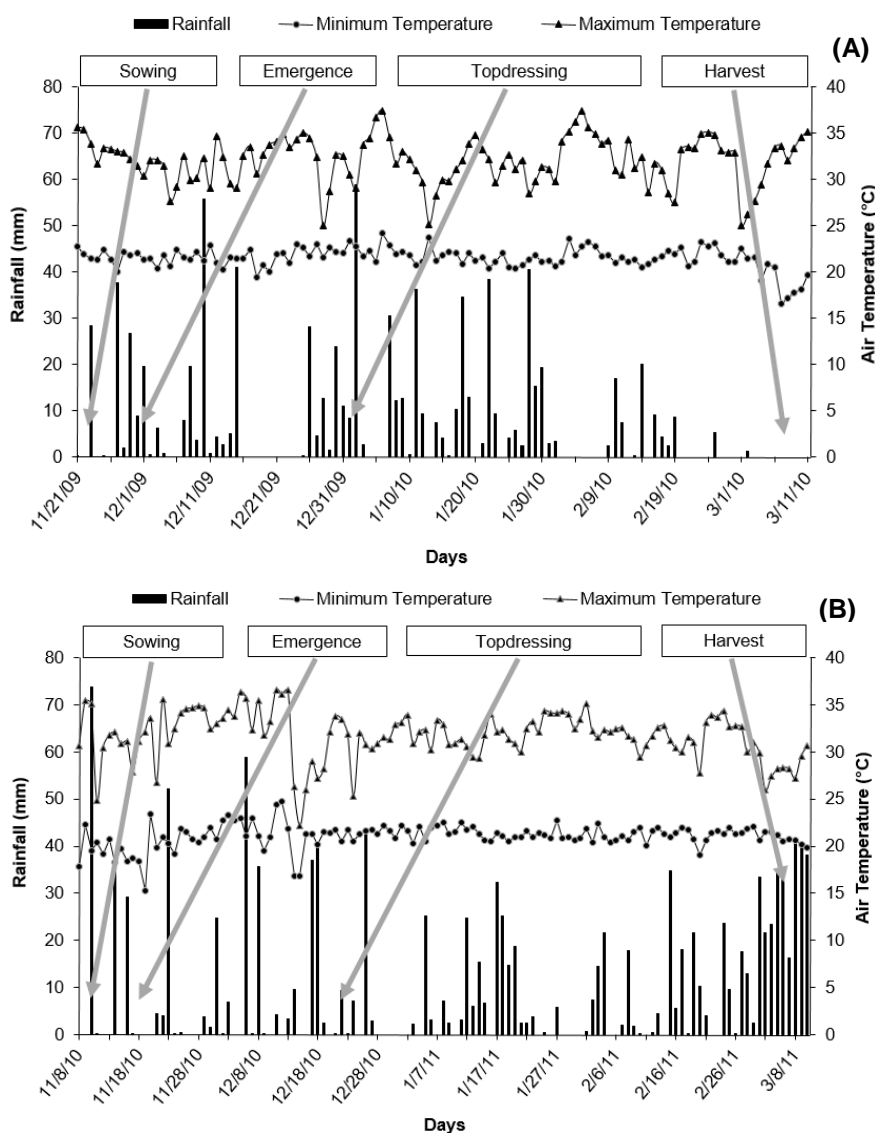 Rainfall Minimum Temperature Maximum Temperature
(A)
Sowing Emergence Topdressing Harvest
80 40
70 35
60 30
50 25
40 20
30 15
20 10
10 5
0 0
Rainfall (mm)
Air Temperature (°C)
11/21/09 12/1/09 12/11/09 12/21/09 12/31/09 1/10/10 1/20/10 1/30/10 2/9/10 2/19/10 3/1/10 3/11/10
Days
Rainfall Minimum Temperature Maximum Temperature
(B)
Sowing Emergence Topdressing Harvest
80 40
70 35
60 30
50 25
40 20
30 15
20 10
10 5
0 0
Rainfall (mm)
Air Temperature (°C)
11/8/10 11/18/10 11/28/10 12/8/10 12/18/10 12/28/10 1/7/11 1/17/11 1/27/11 2/6/11 2/16/11 2/26/11 3/8/11
Days